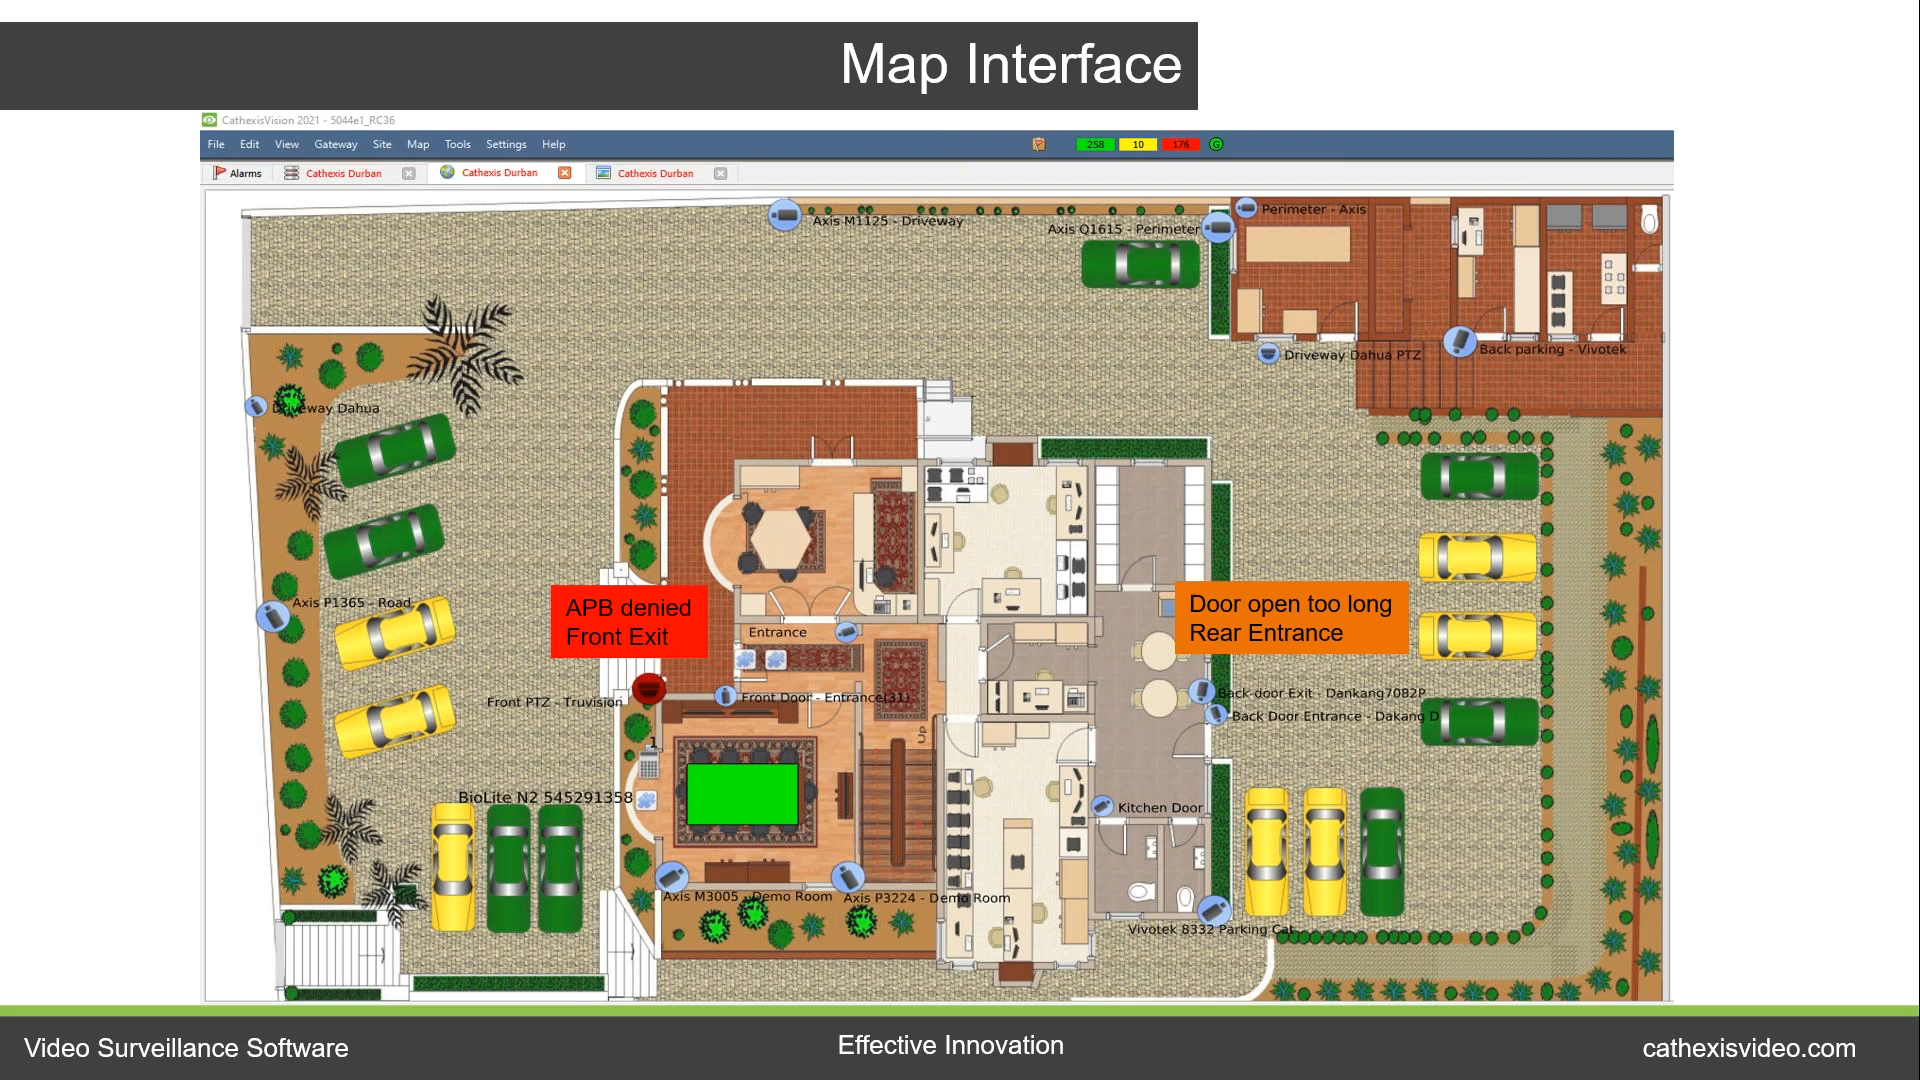 Map Interface
CathexisVision 2021 - 5044e1_RC36
File Edit View Gateway Site Map Tools Settings Help
258 10 176 G
Alarms Cathexis Durban Cathexis Durban Cathexis Durban
Axis M1125 - Driveway
Axis Q1615 - Perimeter
Perimeter - Axis
Driveway Dahua PTZ
Back parking - Vivotek
Driveway Dahua
Axis P1365 - Road
APB denied
Front Exit
Door open too long
Rear Entrance
Entrance
Front PTZ - Truvision
Front Door - Entrance(31)
Back-door Exit - Dankang7082P
Back Door Entrance - Dakang D
Up
1
BioLite N2 545291358
Kitchen Door
Axis M3005 - Demo Room
Axis P3224 - Demo Room
Vivotek 8332 Parking Cat
Video Surveillance Software
Effective Innovation
cathexisvideo.com